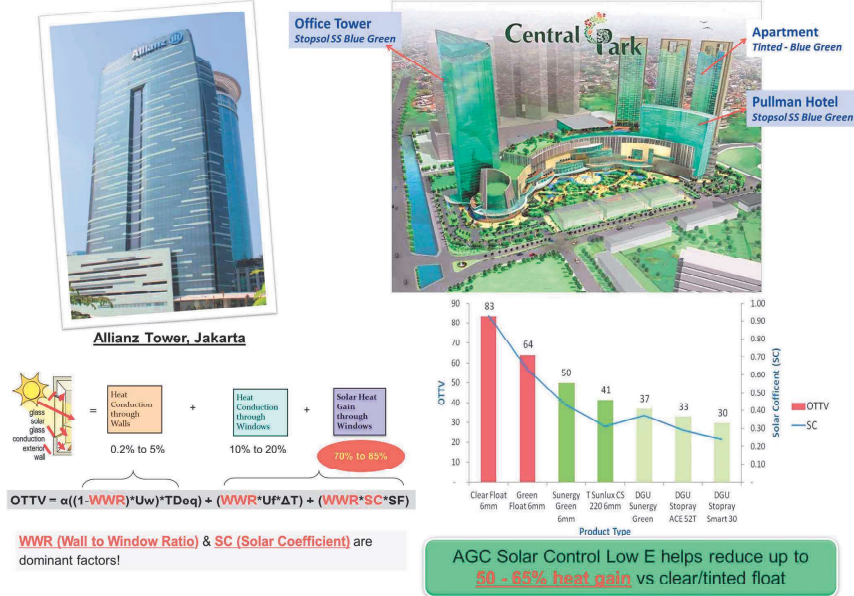 Allianz
Office Tower
Stopsol SS Blue Green
Central Park
Apartment
Tinted - Blue Green
Pullman Hotel
Stopsol SS Blue Green
Allianz Tower, Jakarta
glass
solar
glass
conduction
exterior
wall
=
Heat
Conduction
through
Walls
+
Heat
Conduction
through
Windows
+
Solar Heat
Gain
through
Windows
0.2% to 5%
10% to 20%
70% to 85%
OTTV = α((1-WWR)*Uw)*TDeq) + (WWR*Uf*ΔT) + (WWR*SC*SF)
WWR (Wall to Window Ratio) & SC (Solar Coefficient) are
dominant factors!
OTTV
90
80
70
60
50
40
30
20
10
-
83
64
50
41
37
33
30
1.00
0.90
0.80
0.70
0.60
0.50
0.40
0.30
0.20
0.10
-
Solar Cofficent (SC)
OTTV
SC
Clear Float
6mm
Green
Float 6mm
Sunergy
Green
6mm
T Sunlux CS
220 6mm
DGU
Sunergy
Green
DGU
Stopray
ACE 52T
DGU
Stopray
Smart 30
Product Type
AGC Solar Control Low E helps reduce up to
50 - 65% heat gain vs clear/tinted float